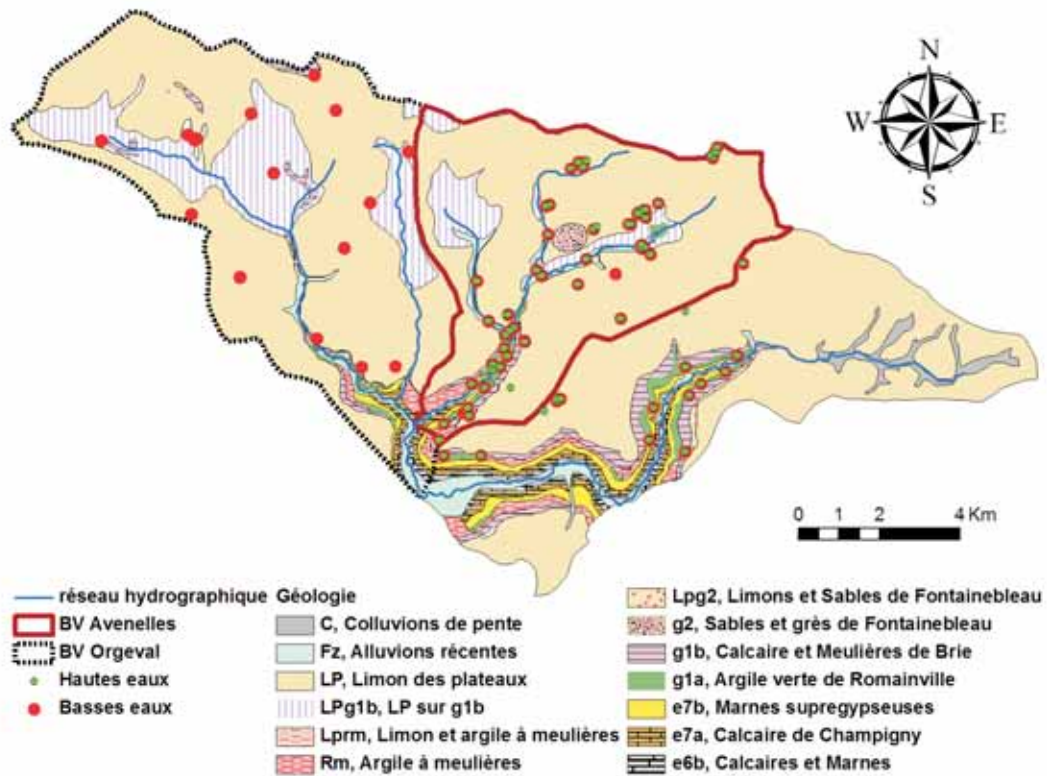 N
W E
S
0 1 2 4 Km
réseau hydrographique
BV Avenelles
BV Orgeval
Hautes eaux
Basses eaux
Géologie
C, Colluvions de pente
Fz, Alluvions récentes
LP, Limon des plateaux
LPg1b, LP sur g1b
Lprm, Limon et argile à meulières
Rm, Argile à meulières
Lpg2, Limons et Sables de Fontainebleau
g2, Sables et grès de Fontainebleau
g1b, Calcaire et Meulières de Brie
g1a, Argile verte de Romainville
e7b, Marnes supregypseuses
e7a, Calcaire de Champigny
e6b, Calcaires et Marnes